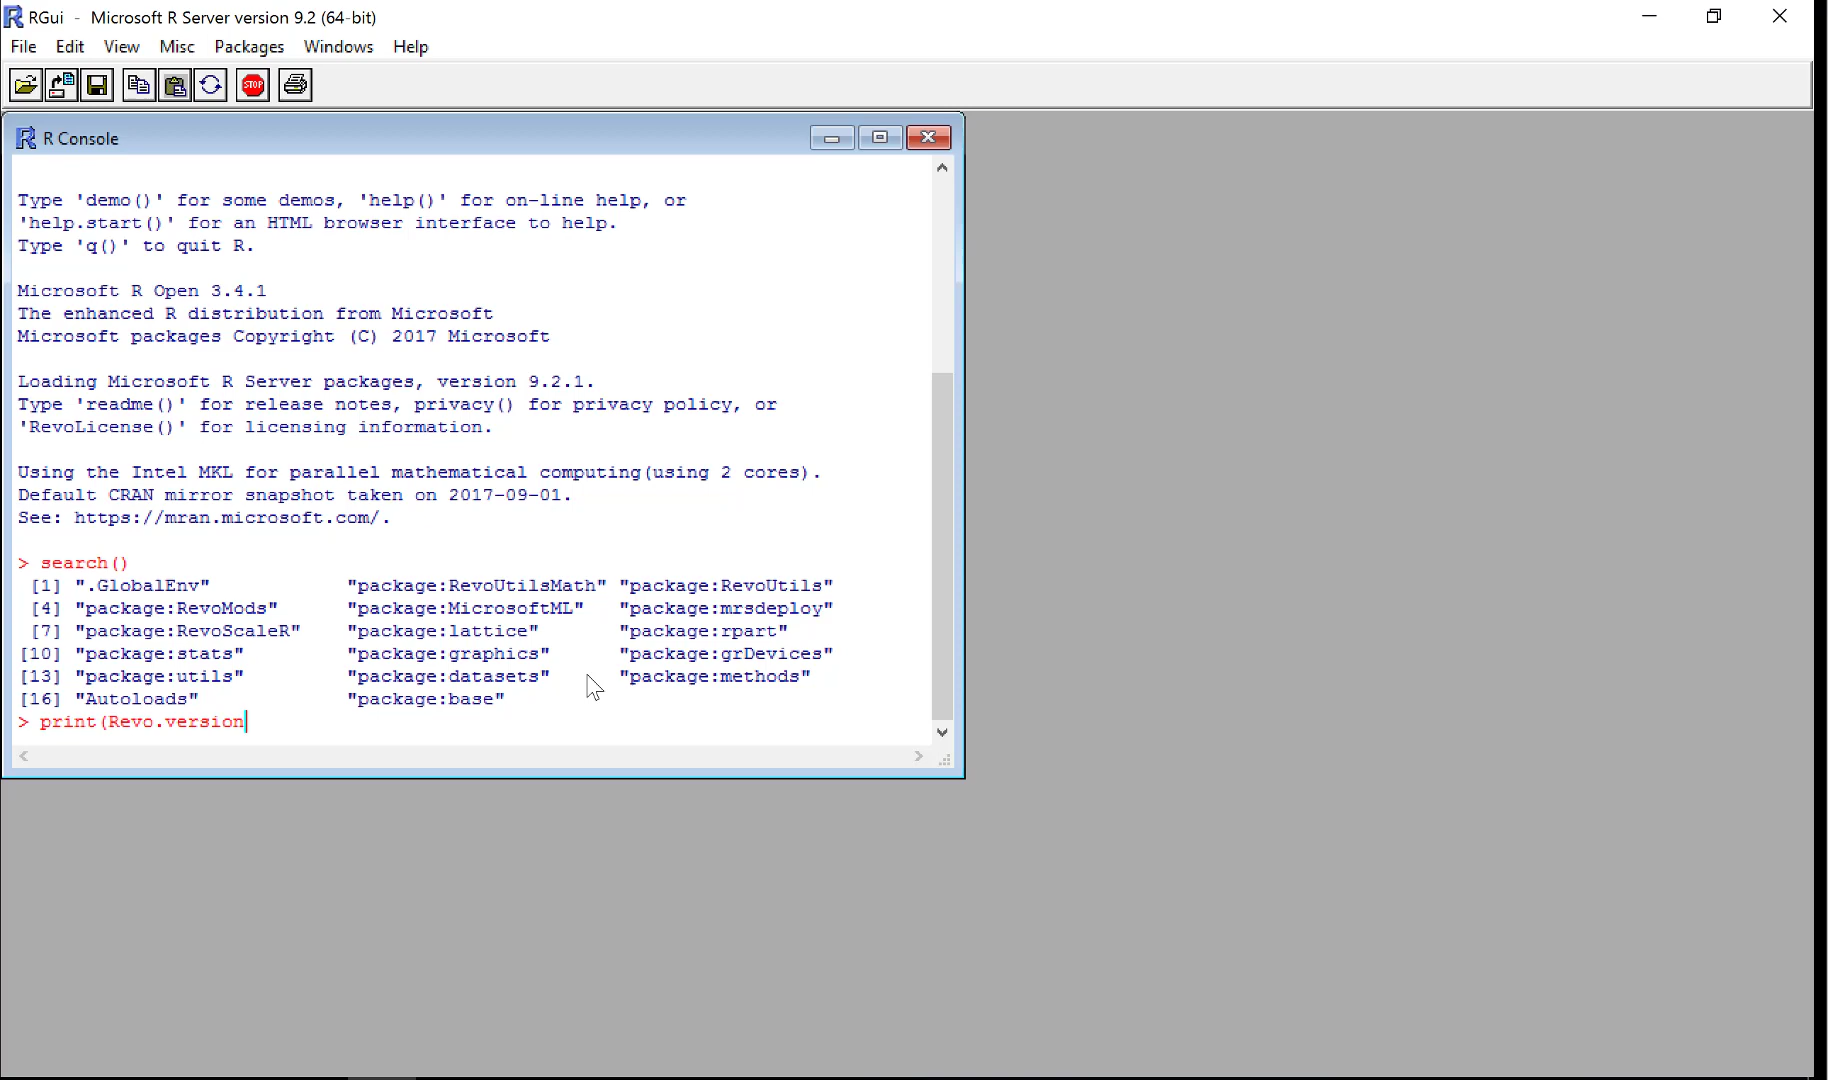 RGui - Microsoft R Server version 9.2 (64-bit)
File Edit View Misc Packages Windows Help
STOP
R Console
Type 'demo()' for some demos, 'help()' for on-line help, or
'help.start()' for an HTML browser interface to help.
Type 'q()' to quit R.
Microsoft R Open 3.4.1
The enhanced R distribution from Microsoft
Microsoft packages Copyright (C) 2017 Microsoft
Loading Microsoft R Server packages, version 9.2.1.
Type 'readme()' for release notes, privacy() for privacy policy, or
'RevoLicense()' for licensing information.
Using the Intel MKL for parallel mathematical computing(using 2 cores).
Default CRAN mirror snapshot taken on 2017-09-01.
See: https://mran.microsoft.com/.
> search()
[1] ".GlobalEnv" "package:RevoUtilsMath" "package:RevoUtils"
[4] "package:RevoMods" "package:MicrosoftML" "package:mrsdeploy"
[7] "package:RevoScaleR" "package:lattice" "package:rpart"
[10] "package:stats" "package:graphics" "package:grDevices"
[13] "package:utils" "package:datasets" "package:methods"
[16] "Autoloads" "package:base"
> print(Revo.version